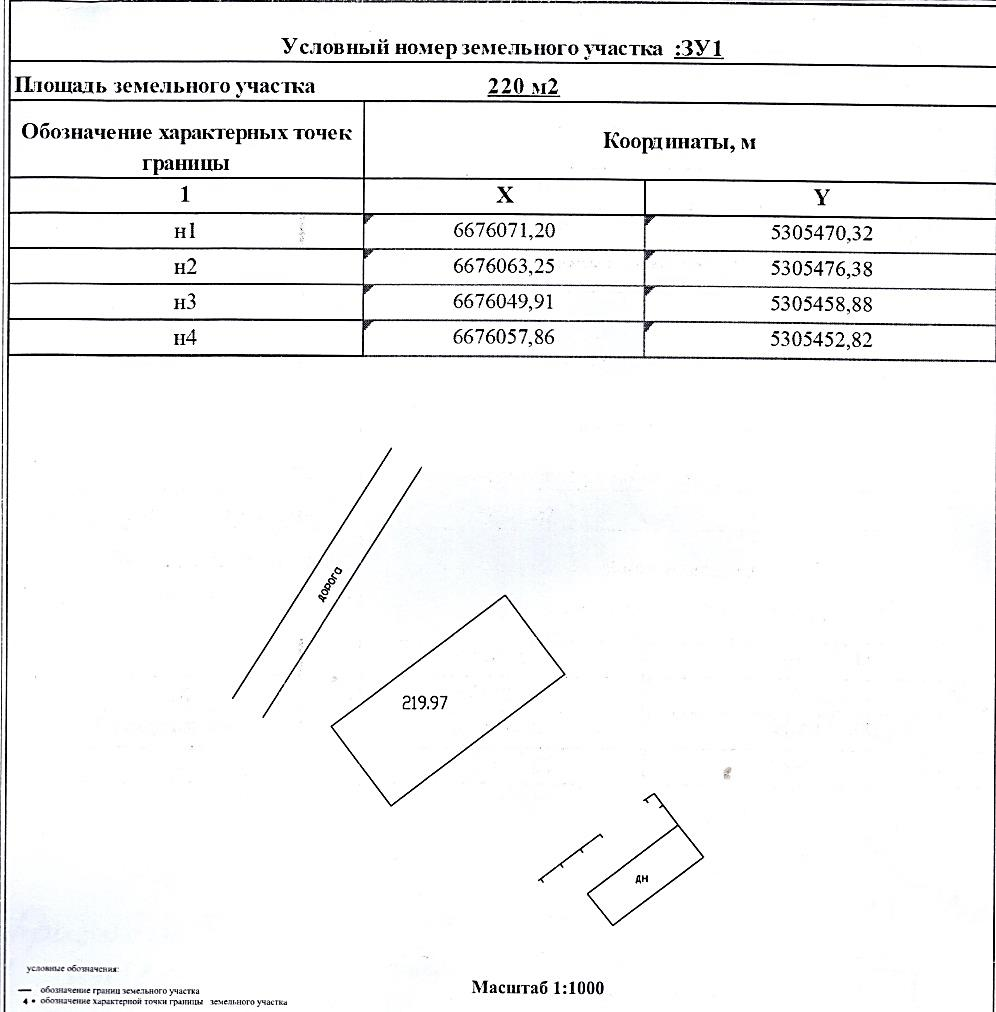 Условный номер земельного участка :ЗУ1
Площадь земельного участка 220 м2
Обозначение характерных точек границы Координаты, м
1 X Y
н1 6676071,20 5305470,32
н2 6676063,25 5305476,38
н3 6676049,91 5305458,88
н4 6676057,86 5305452,82
дорога
219.97
дн
условные обозначения:
обозначение границ земельного участка
обозначение характерной точки границы земельного участка
Масштаб 1:1000